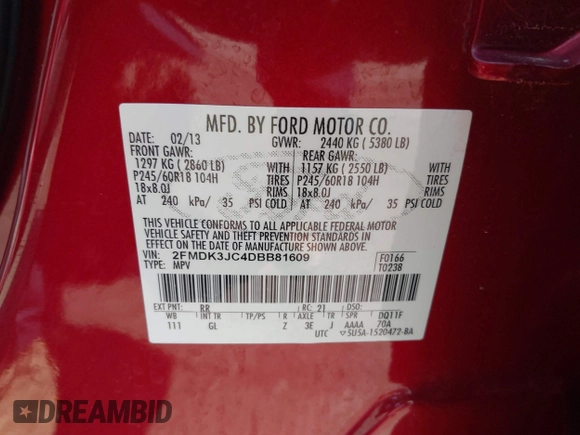 MFD. BY FORD MOTOR CO.
DATE: 02/13 GVWR: 2440 KG ( 5380 LB)
FRONT GAWR: REAR GAWR:
1297 KG ( 2860 LB) WITH 1157 KG ( 2550 LB) WITH
P245/60R18 104H TIRES P245/60R18 104H TIRES
18x8.0J RIMS 18x8.0J RIMS
AT 240 kPa/ 35 PSI COLD AT 240 kPa/ 35 PSI COLD
THIS VEHICLE CONFORMS TO ALL APPLICABLE FEDERAL MOTOR
VEHICLE SAFETY AND THEFT PREVENTION STANDARDS IN
EFFECT ON THE DATE OF MANUFACTURE SHOWN ABOVE.
VIN: 2FMDK3JC4DBB81609 F0166
TYPE: MPV T0238
EXT PNT: RR RC: 21 DSO:
WB INT TR TP/PS R AXLE TR SPR DQ11F
111 GL Z 3E J AAAA 70A
UTC 5U5A-1520472-BA
DREAMBID